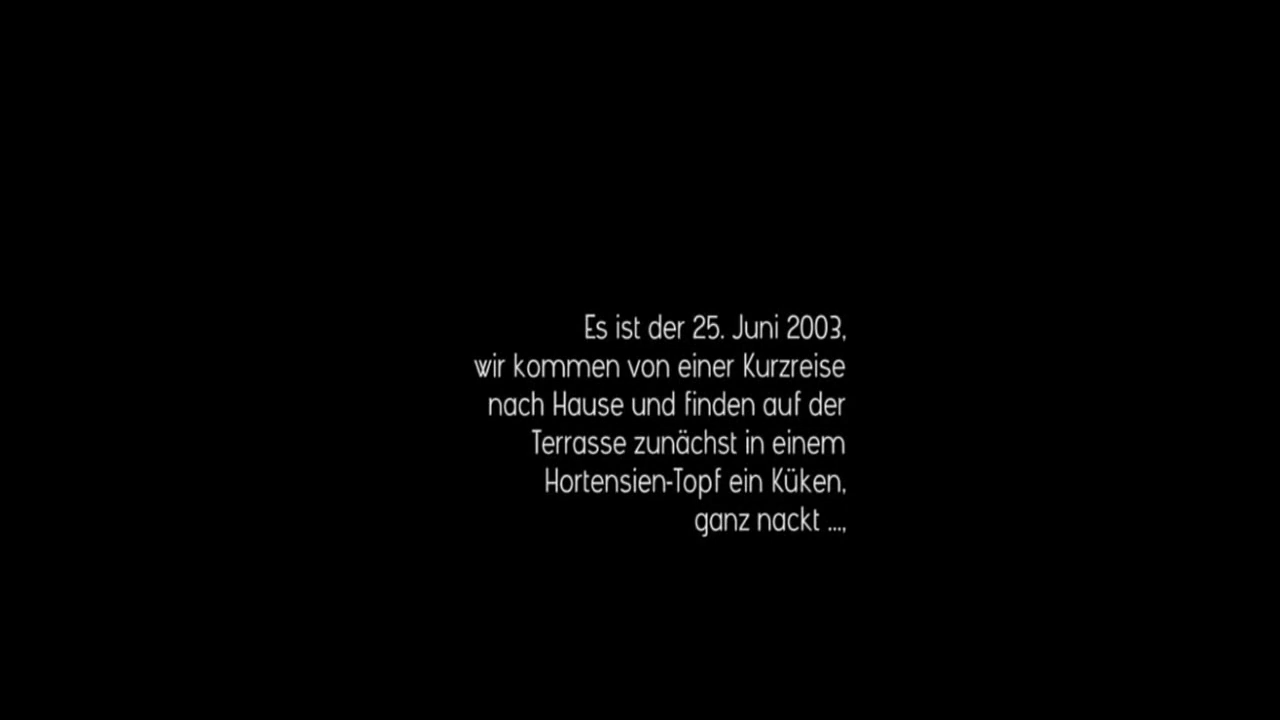 Es ist der 25. Juni 2003,
wir kommen von einer Kurzreise
nach Hause und finden auf der
Terrasse zunächst in einem
Hortensien-Topf ein Küken,
ganz nackt ...,